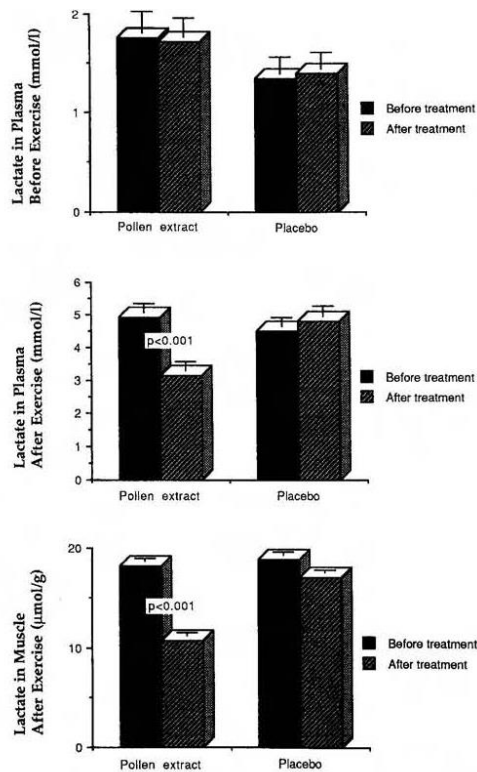 Lactate in Plasma
Before Exercise (mmol/l)
2
1
0
Pollen extract
Placebo
Before treatment
After treatment
Lactate in Plasma
After Exercise (mmol/l)
6
5
4
3
2
1
0
p<0.001
Pollen extract
Placebo
Before treatment
After treatment
Lactate in Muscle
After Exercise (µmol/g)
20
10
0
p<0.001
Pollen extract
Placebo
Before treatment
After treatment